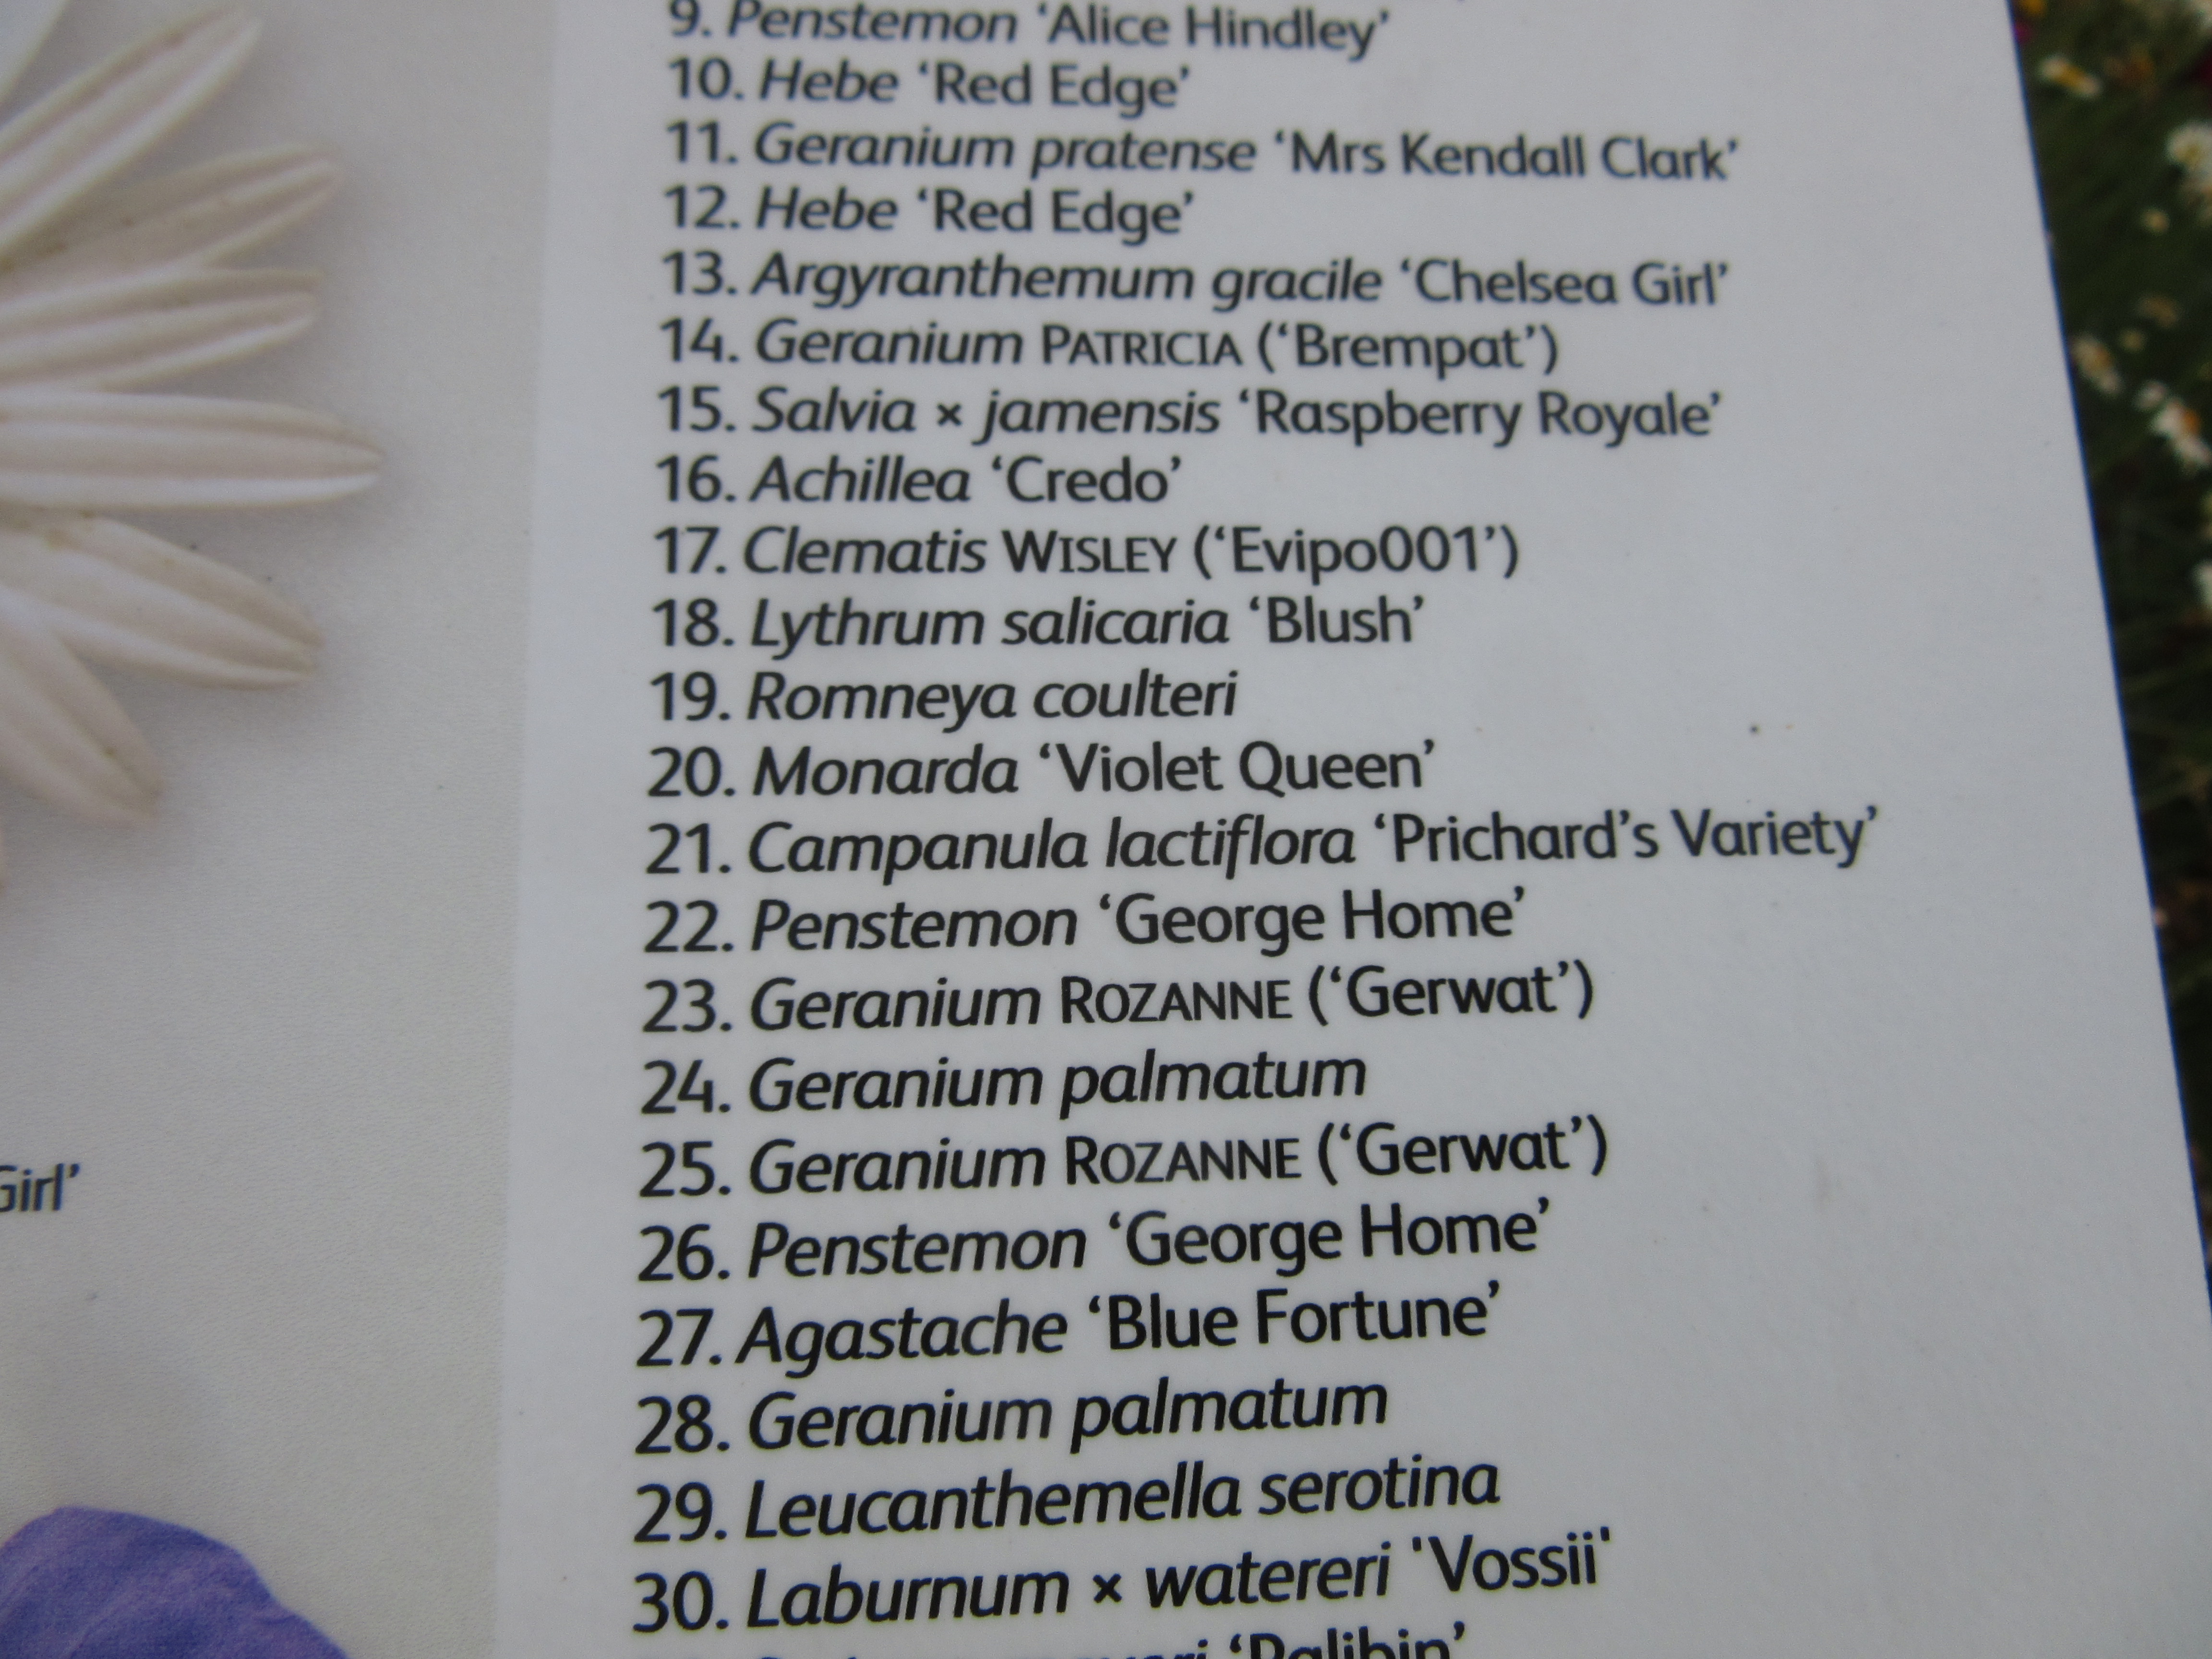 9. Penstemon ‘Alice Hindley’
10. Hebe ‘Red Edge’
11. Geranium pratense ‘Mrs Kendall Clark’
12. Hebe ‘Red Edge’
13. Argyranthemum gracile ‘Chelsea Girl’
14. Geranium PATRICIA (‘Brempat’)
15. Salvia × jamensis ‘Raspberry Royale’
16. Achillea ‘Credo’
17. Clematis WISLEY (‘Evipo001’)
18. Lythrum salicaria ‘Blush’
19. Romneya coulteri
20. Monarda ‘Violet Queen’
21. Campanula lactiflora ‘Prichard’s Variety’
22. Penstemon ‘George Home’
23. Geranium ROZANNE (‘Gerwat’)
24. Geranium palmatum
25. Geranium ROZANNE (‘Gerwat’)
26. Penstemon ‘George Home’
27. Agastache ‘Blue Fortune’
28. Geranium palmatum
29. Leucanthemella serotina
30. Laburnum × watereri 'Vossii'
‘Palibin’
Girl’